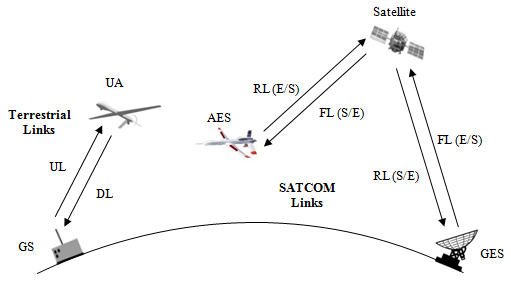 Satellite
UA
RL (E/S)
Terrestrial
Links
AES
FL (S/E)
FL (E/S)
UL
RL (S/E)
DL
SATCOM
Links
GS
GES